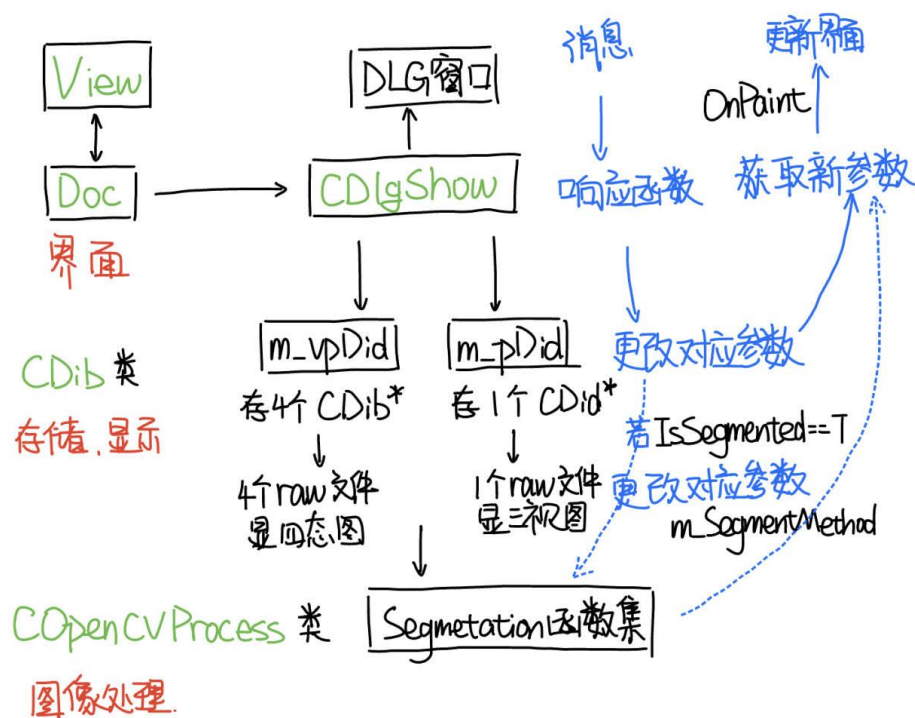 View
DLG窗口
消息
更新界面
OnPaint
Doc
CDlgShow
响应函数
获取新参数
界面
m_vpDid
m_pDid
更改对应参数
CDib类
存4个CDib*
存1个CDid*
存储.显示
若IsSegmented==T
4个raw文件
显四态图
1个raw文件
显三视图
更改对应参数
m_SegmentMethod
COpenCVProcess类
Segmetation函数集
图像处理.